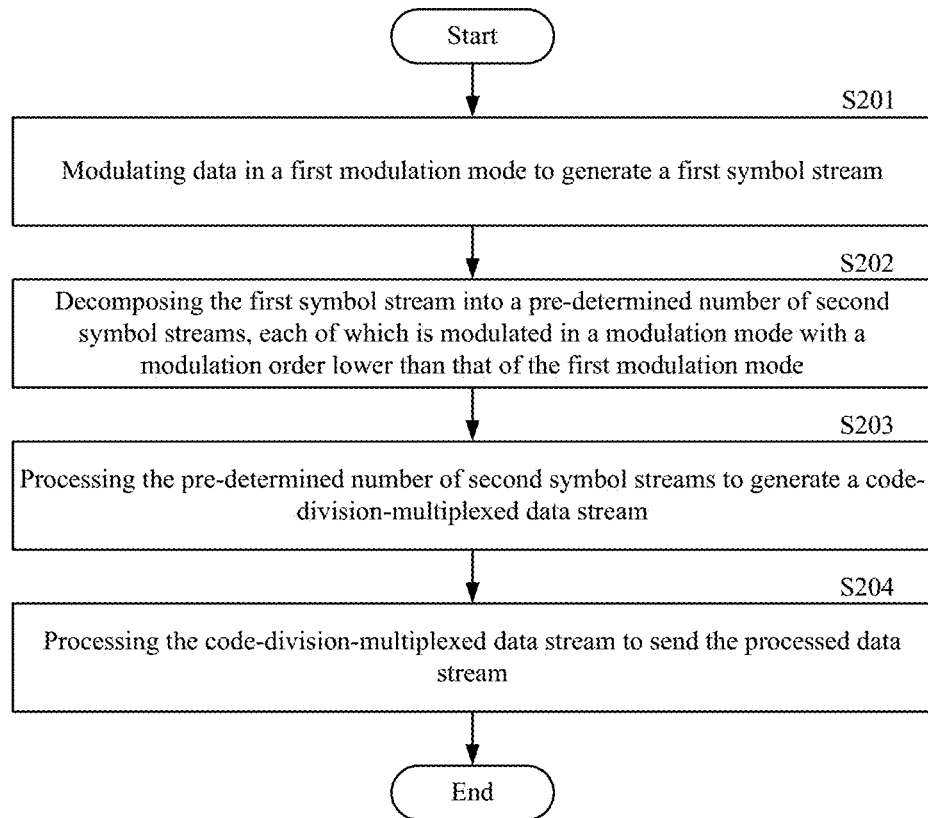 Start
S201
Modulating data in a first modulation mode to generate a first symbol stream
S202
Decomposing the first symbol stream into a pre-determined number of second
symbol streams, each of which is modulated in a modulation mode with a
modulation order lower than that of the first modulation mode
S203
Processing the pre-determined number of second symbol streams to generate a code-
division-multiplexed data stream
S204
Processing the code-division-multiplexed data stream to send the processed data
stream
End